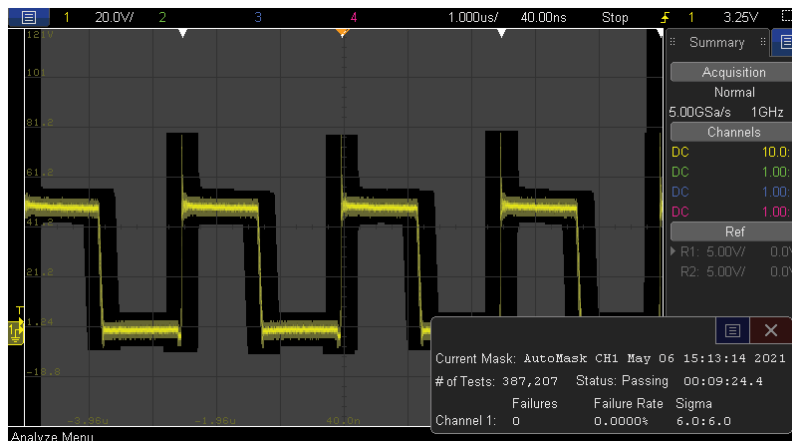 1 20.0V/ 2 3 4 1.000us/ 40.00ns Stop 1 3.25V
121V
101
81.2
61.2
41.2
21.2
1.24
-18.8
-3.96u -1.96u 40.0n
T
1
Summary
Acquisition
Normal
5.00GSa/s 1GHz
Channels
DC 10.0:
DC 1.00:
DC 1.00:
DC 1.00:
Ref
R1: 5.00V/ 0.0V
R2: 5.00V/ 0.0V
Current Mask: AutoMask CH1 May 06 15:13:14 2021
# of Tests: 387,207 Status: Passing 00:09:24.4
Failures Failure Rate Sigma
Channel 1: 0 0.0000% 6.0:6.0
Analyze Menu